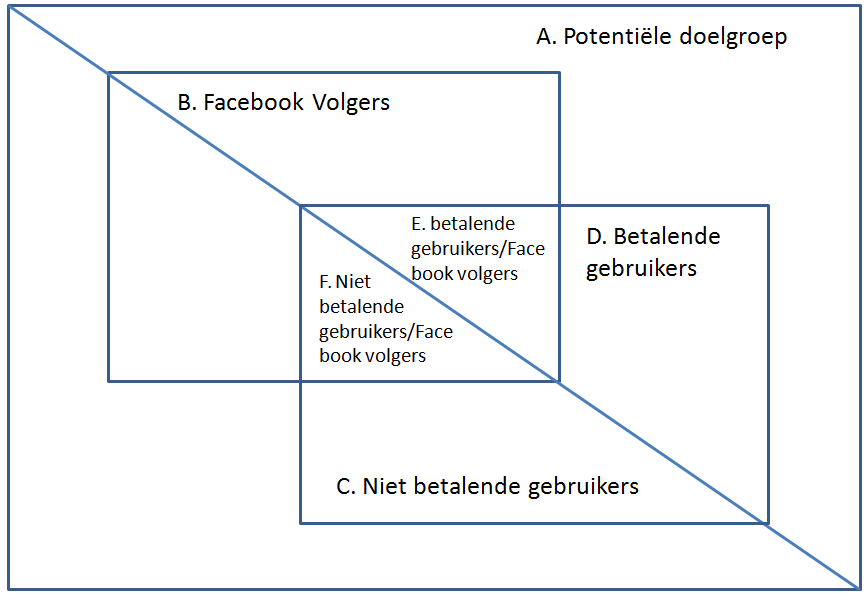 A. Potentiële doelgroep
B. Facebook Volgers
E. betalende
gebruikers/Face
book volgers
D. Betalende
gebruikers
F. Niet
betalende
gebruikers/Face
book volgers
C. Niet betalende gebruikers